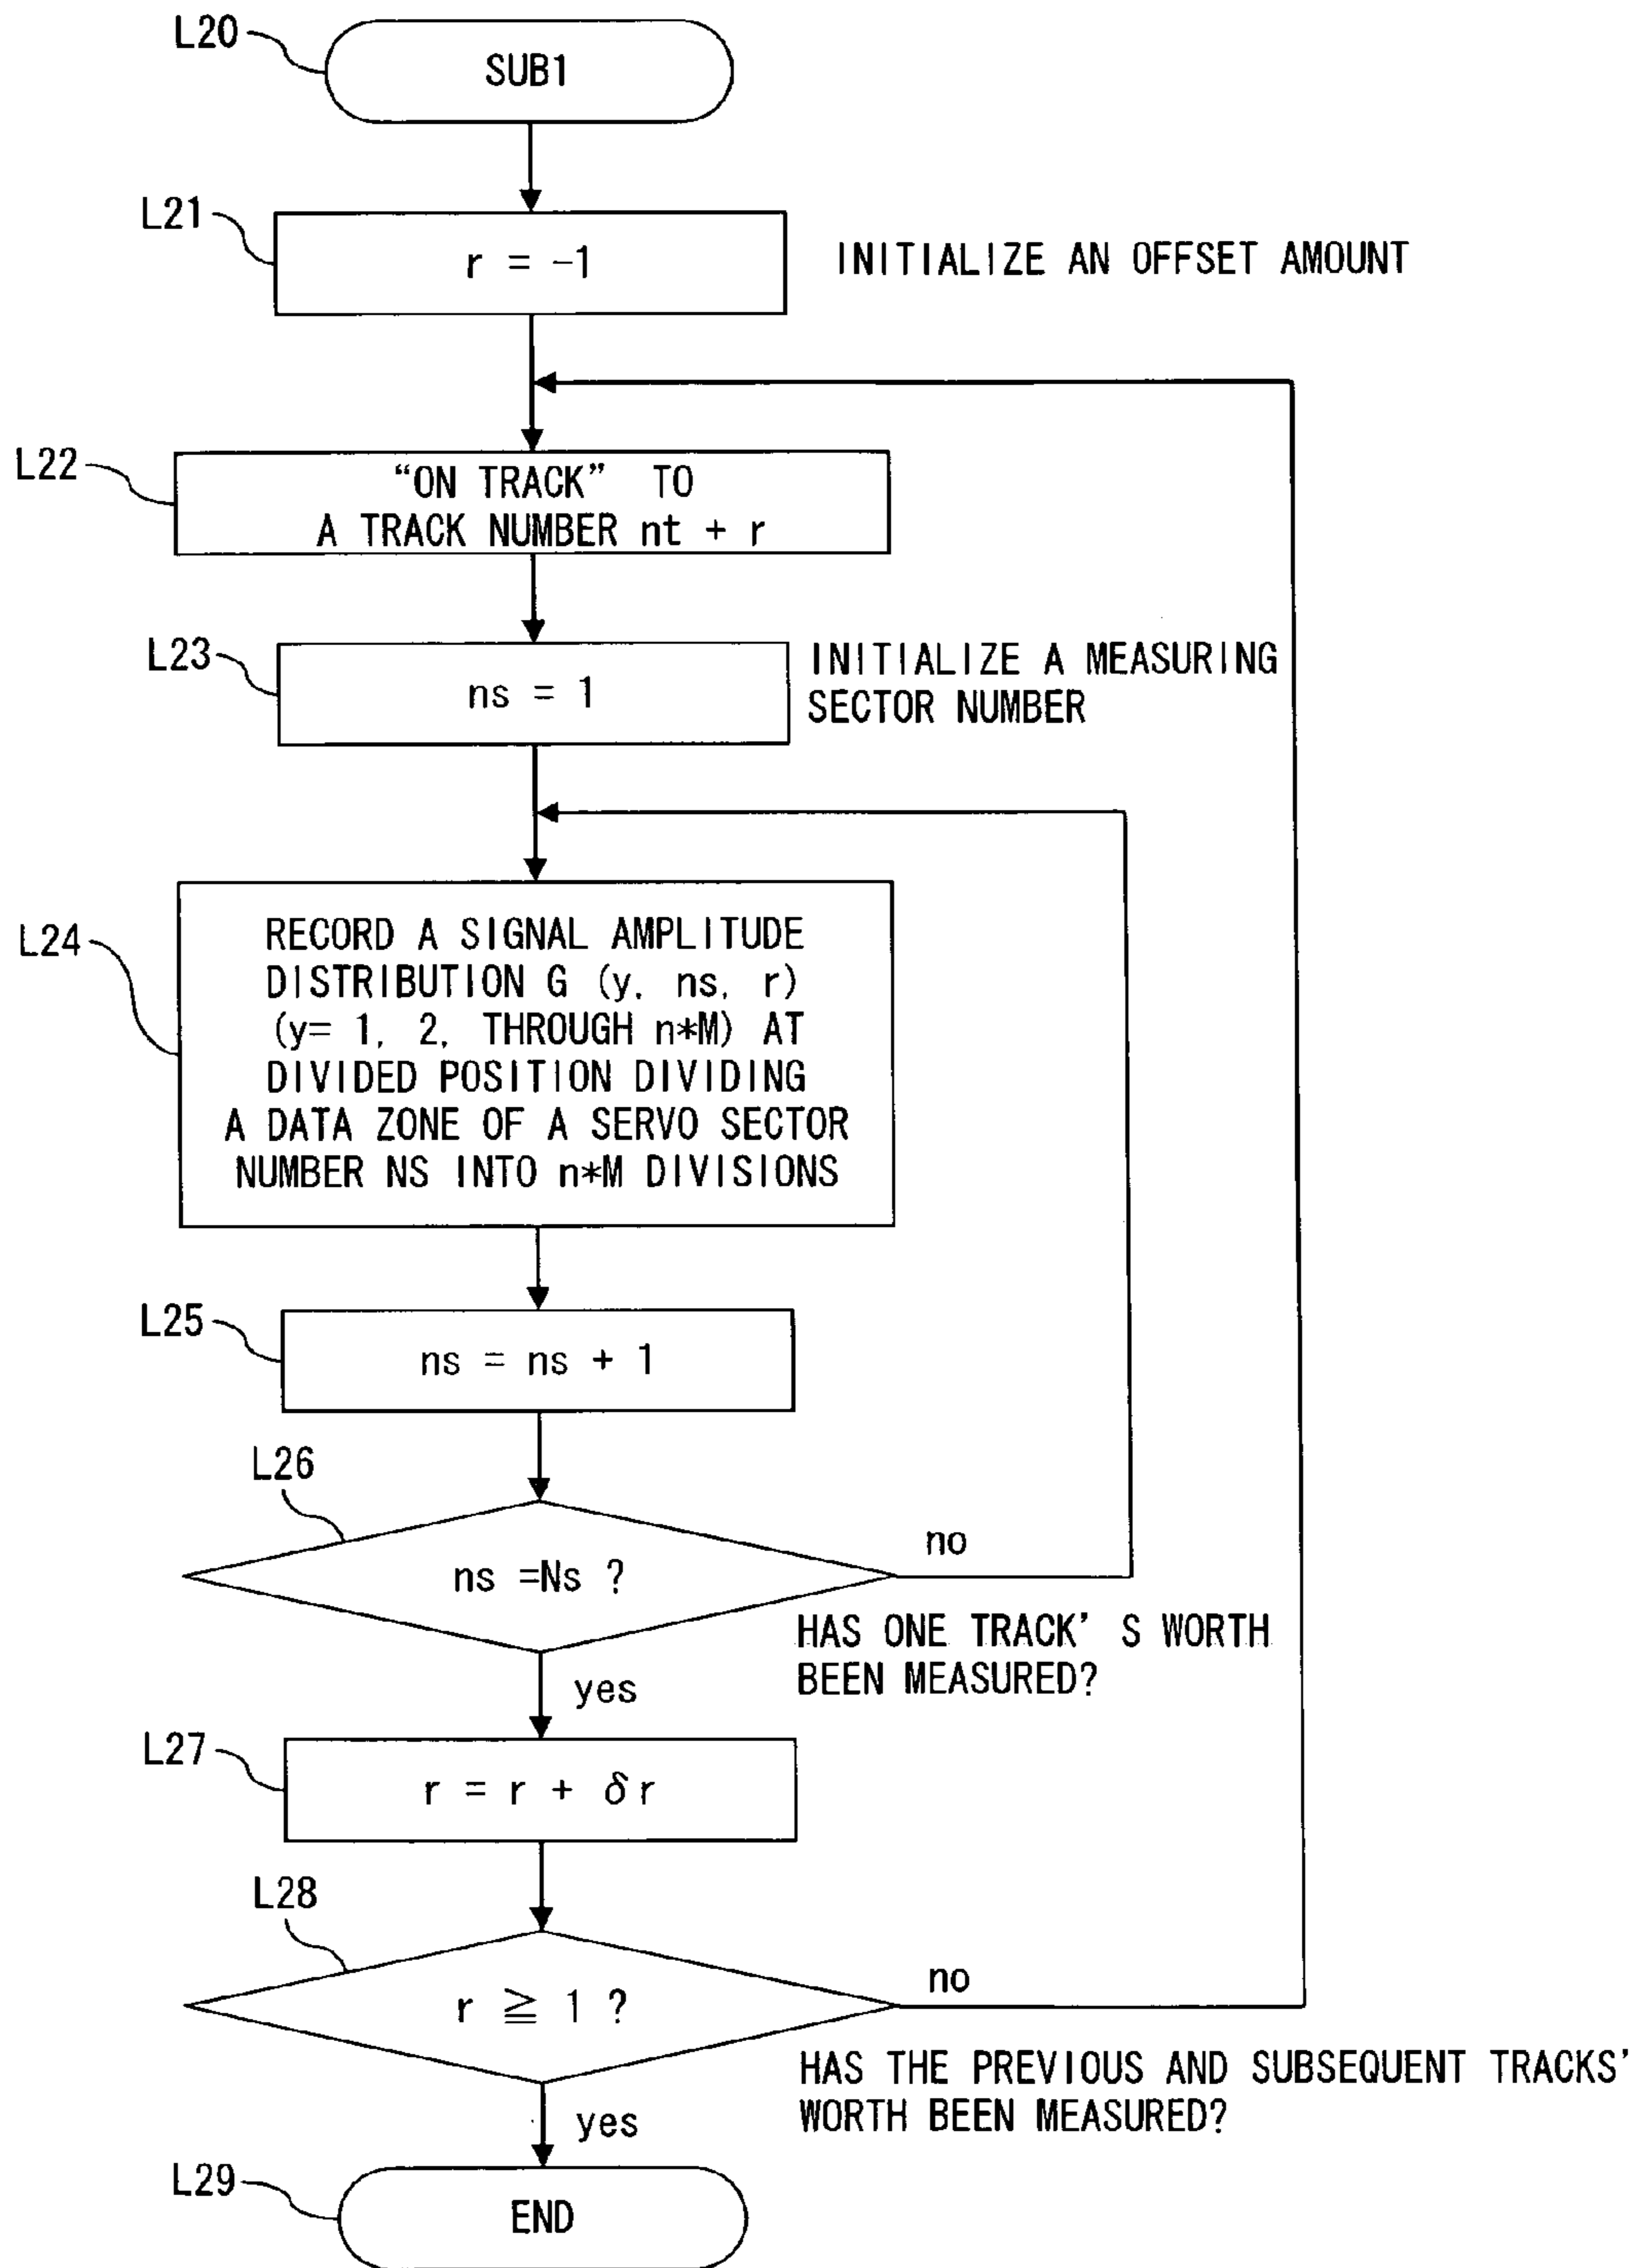 L20
SUB1
L21
r = -1
INITIALIZE AN OFFSET AMOUNT
L22
“ON TRACK” TO
A TRACK NUMBER nt + r
L23
ns = 1
INITIALIZE A MEASURING
SECTOR NUMBER
L24
RECORD A SIGNAL AMPLITUDE
DISTRIBUTION G (y, ns, r)
(y= 1, 2, THROUGH n*M) AT
DIVIDED POSITION DIVIDING
A DATA ZONE OF A SERVO SECTOR
NUMBER NS INTO n*M DIVISIONS
L25
ns = ns + 1
L26
ns =Ns ?
no
HAS ONE TRACK' S WORTH
BEEN MEASURED?
yes
L27
r = r + δr
L28
r ≧ 1 ?
no
HAS THE PREVIOUS AND SUBSEQUENT TRACKS'
WORTH BEEN MEASURED?
yes
L29
END